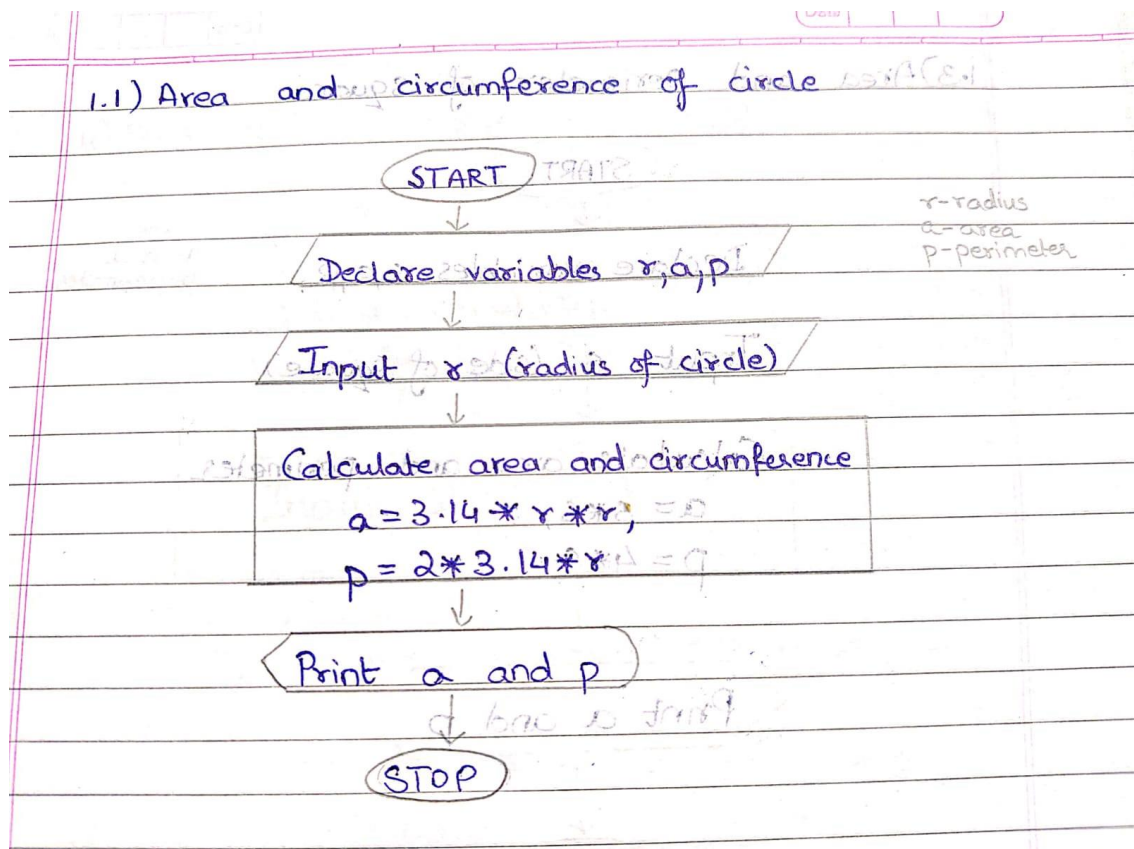 Date
1.1) Area and circumference of circle
START
r-radius
a-area
p-perimeter
Declare variables r,a,p
Input r (radius of circle)
Calculate area and circumference
a = 3.14 * r * r;
p = 2 * 3.14 * r
Print a and p
STOP